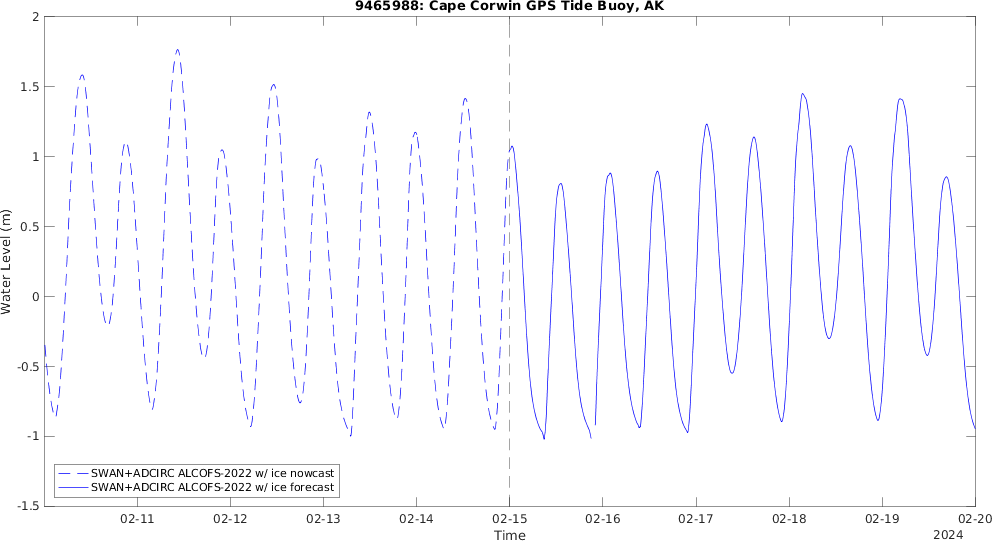 9465988: Cape Corwin GPS Tide Buoy, AK
2
1.5
1
0.5
0
-0.5
-1
-1.5
Water Level (m)
SWAN+ADCIRC ALCOFS-2022 w/ ice nowcast
SWAN+ADCIRC ALCOFS-2022 w/ ice forecast
02-11 02-12 02-13 02-14 02-15 02-16 02-17 02-18 02-19 02-20
Time
2024